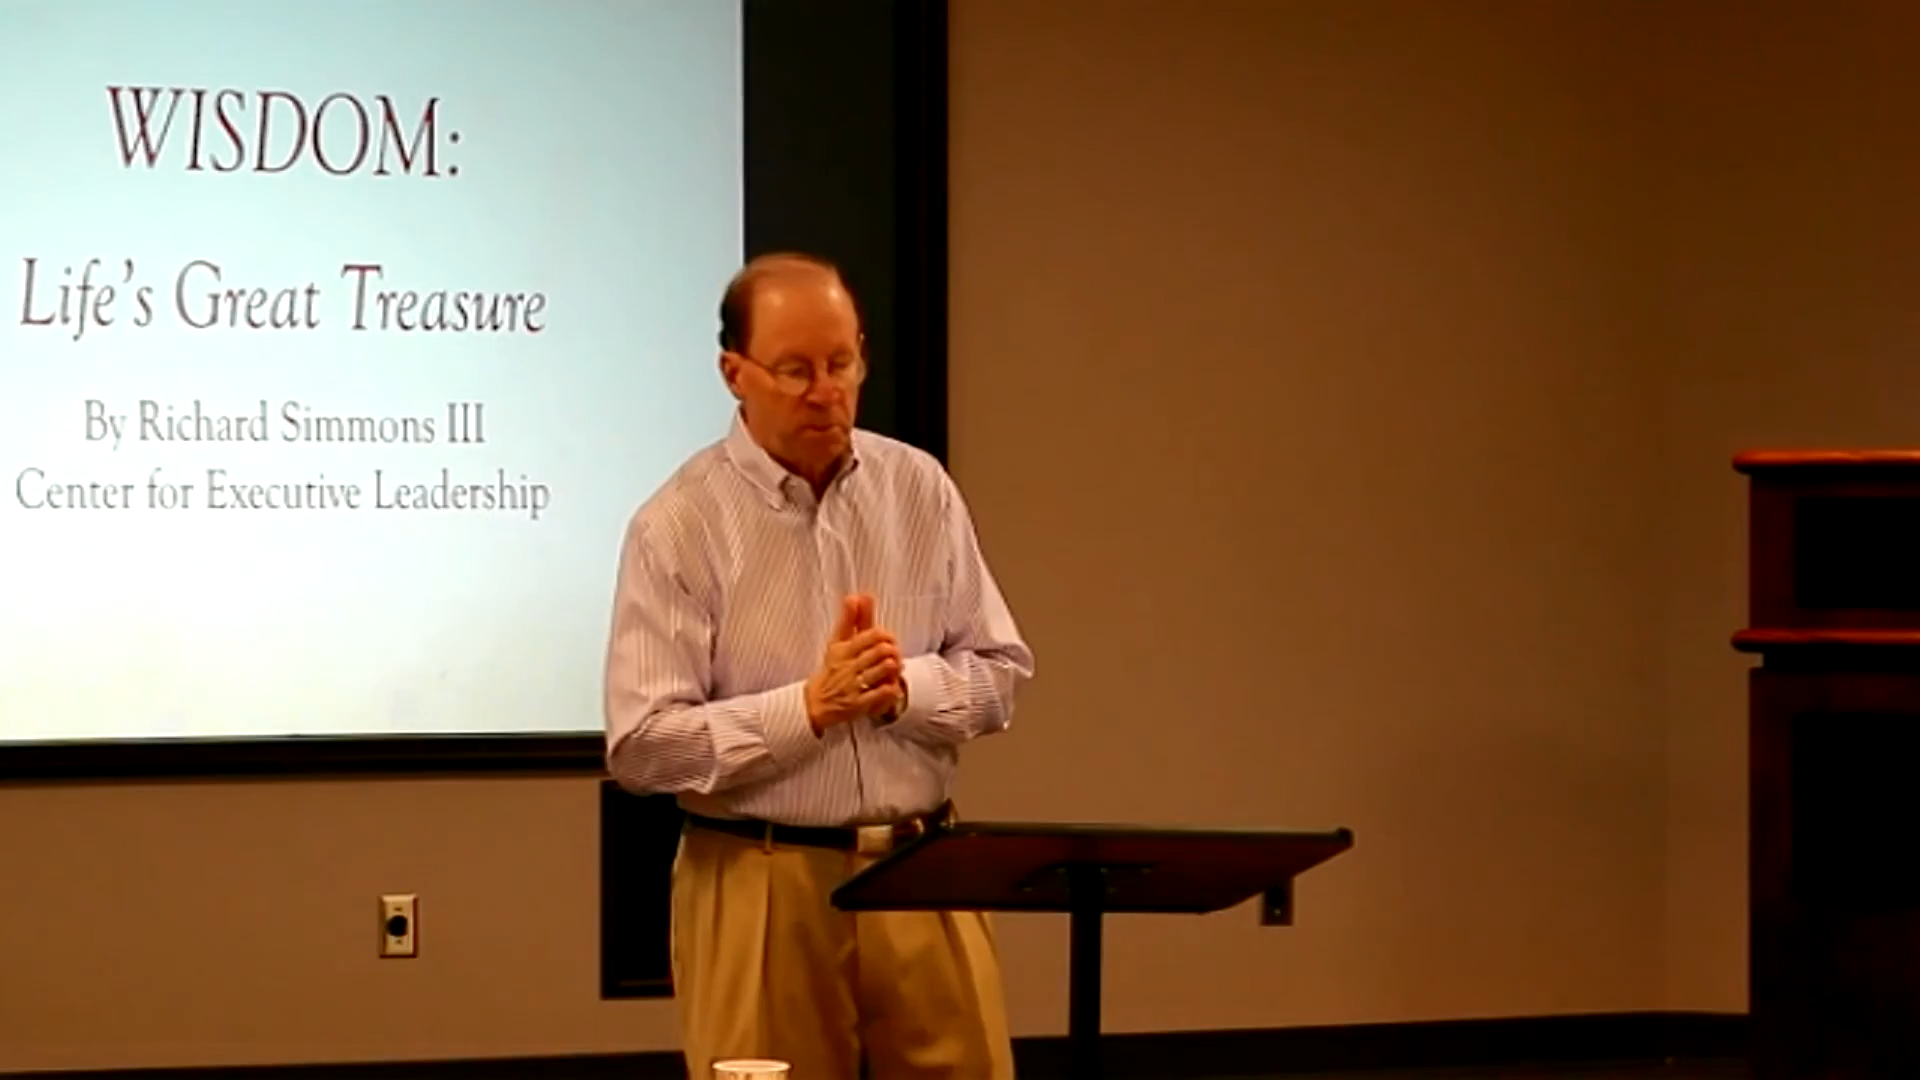 WISDOM:
Life's Great Treasure
By Richard Simmons III
Center for Executive Leadership